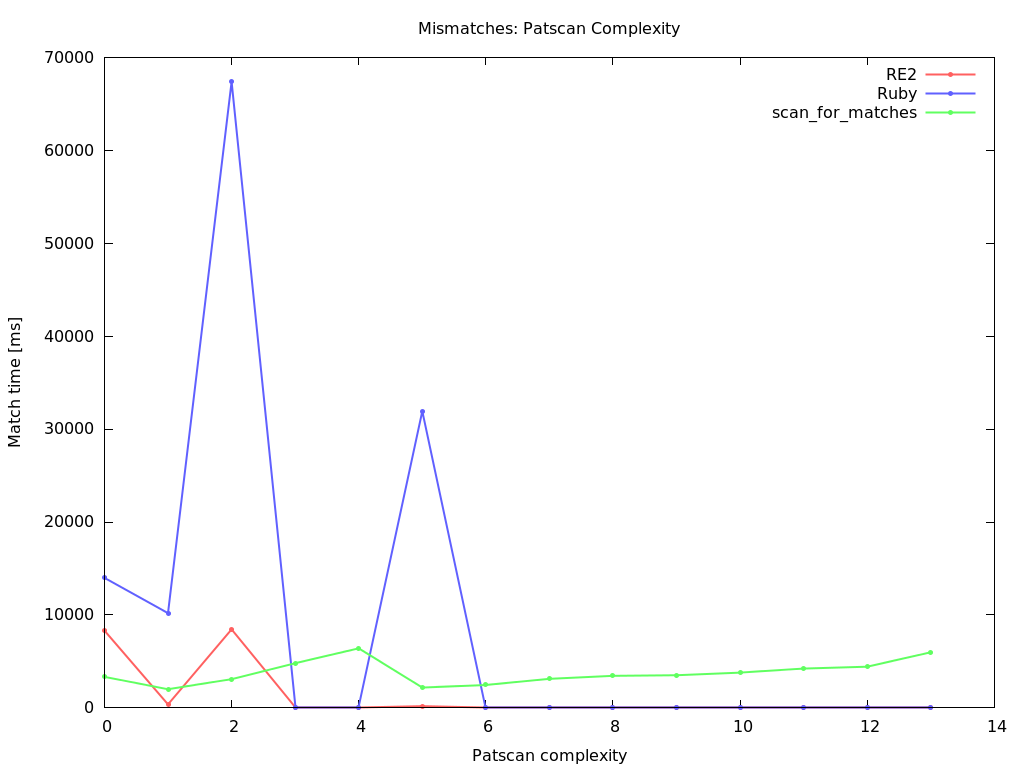 Mismatches: Patscan Complexity
70000
60000
50000
40000
30000
20000
10000
0
Match time [ms]
RE2
Ruby
scan_for_matches
0 2 4 6 8 10 12 14
Patscan complexity